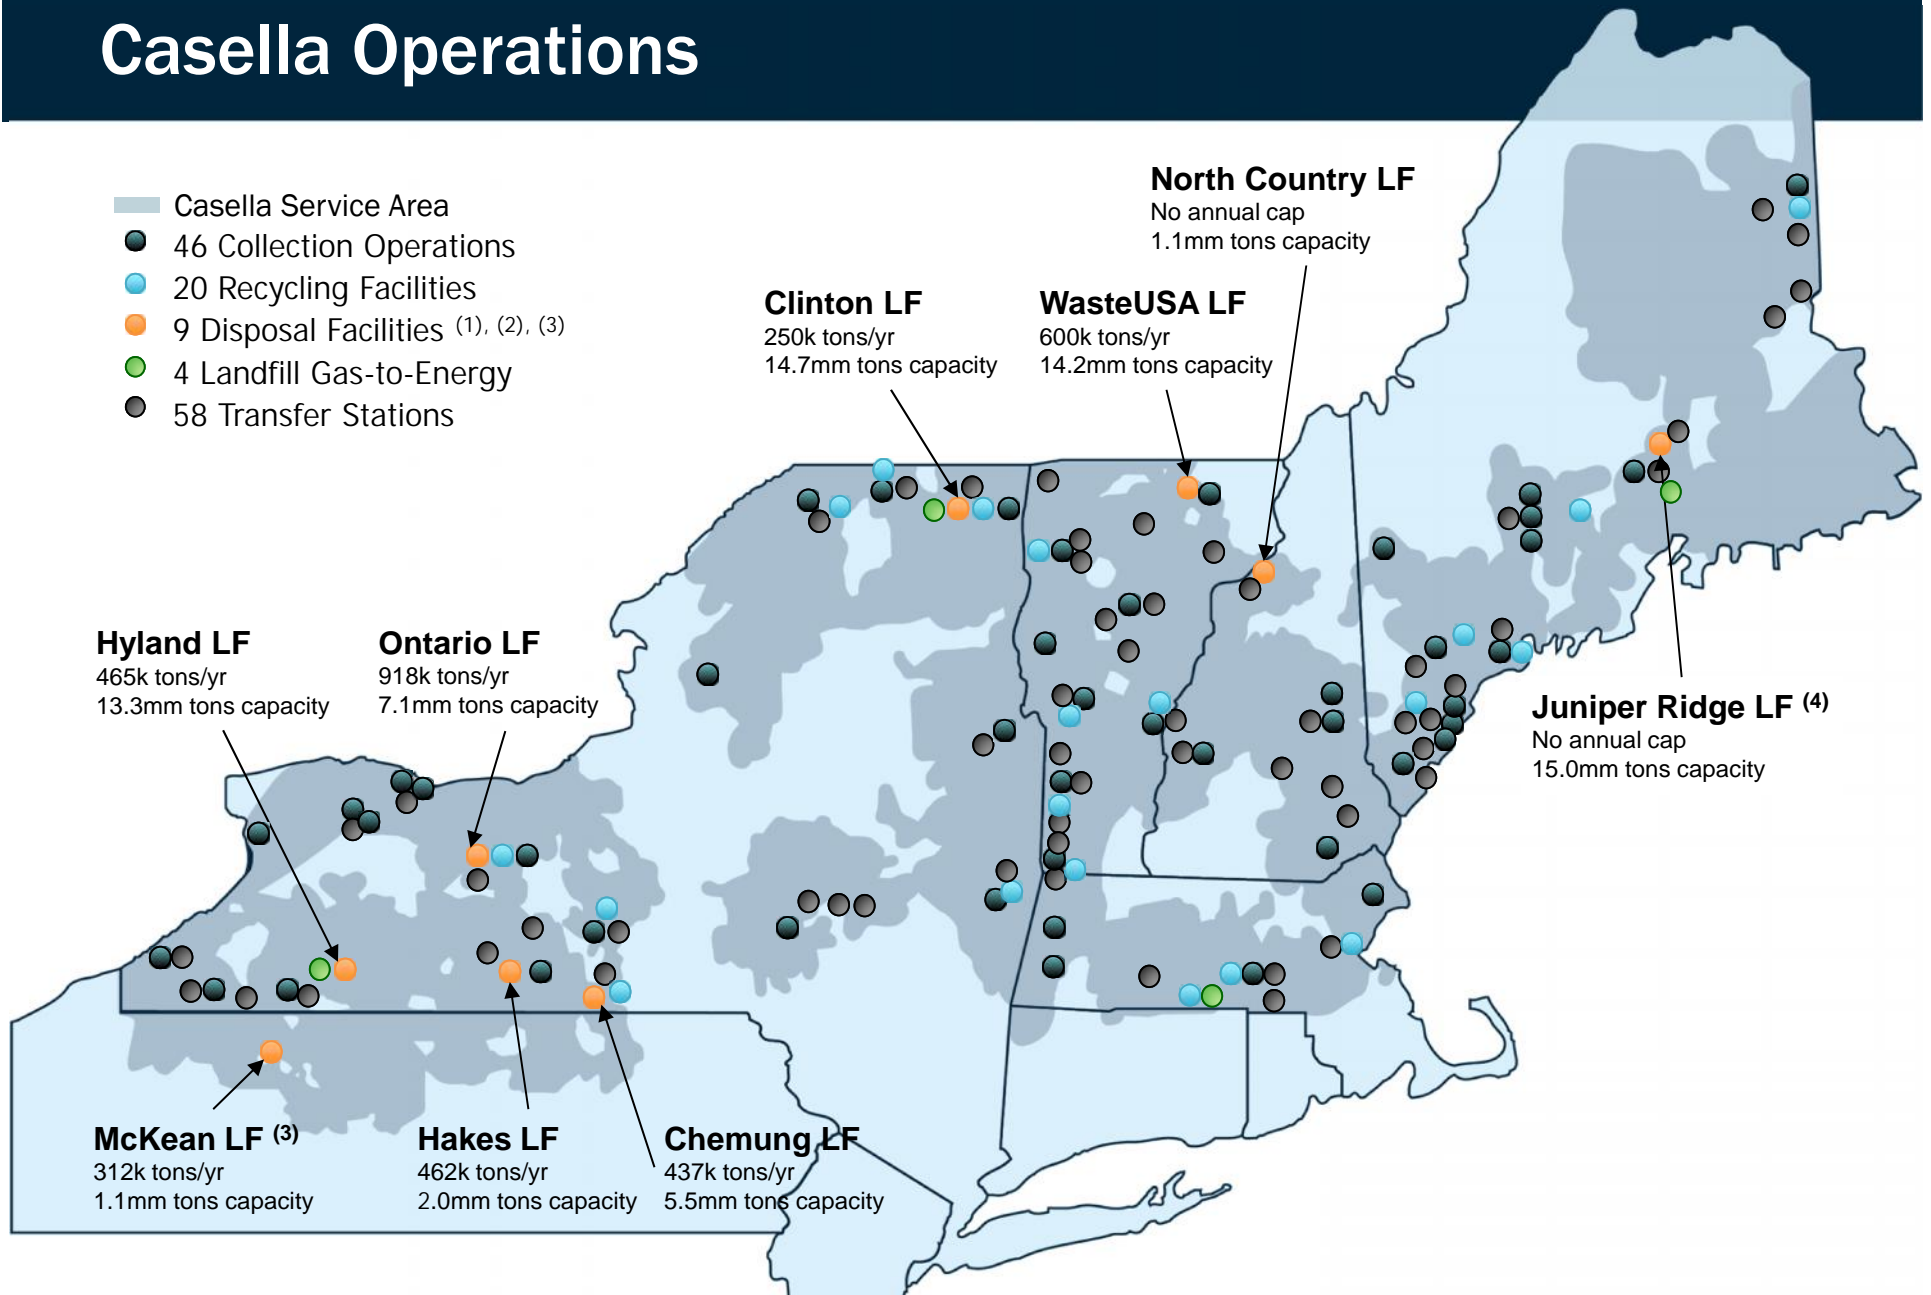 Casella Operations
Casella Service Area
46 Collection Operations
20 Recycling Facilities
9 Disposal Facilities (1), (2), (3)
4 Landfill Gas-to-Energy
58 Transfer Stations
North Country LF
No annual cap
1.1mm tons capacity
Clinton LF
250k tons/yr
14.7mm tons capacity
WasteUSA LF
600k tons/yr
14.2mm tons capacity
Hyland LF
465k tons/yr
13.3mm tons capacity
Ontario LF
918k tons/yr
7.1mm tons capacity
Juniper Ridge LF (4)
No annual cap
15.0mm tons capacity
McKean LF (3)
312k tons/yr
1.1mm tons capacity
Hakes LF
462k tons/yr
2.0mm tons capacity
Chemung LF
437k tons/yr
5.5mm tons capacity